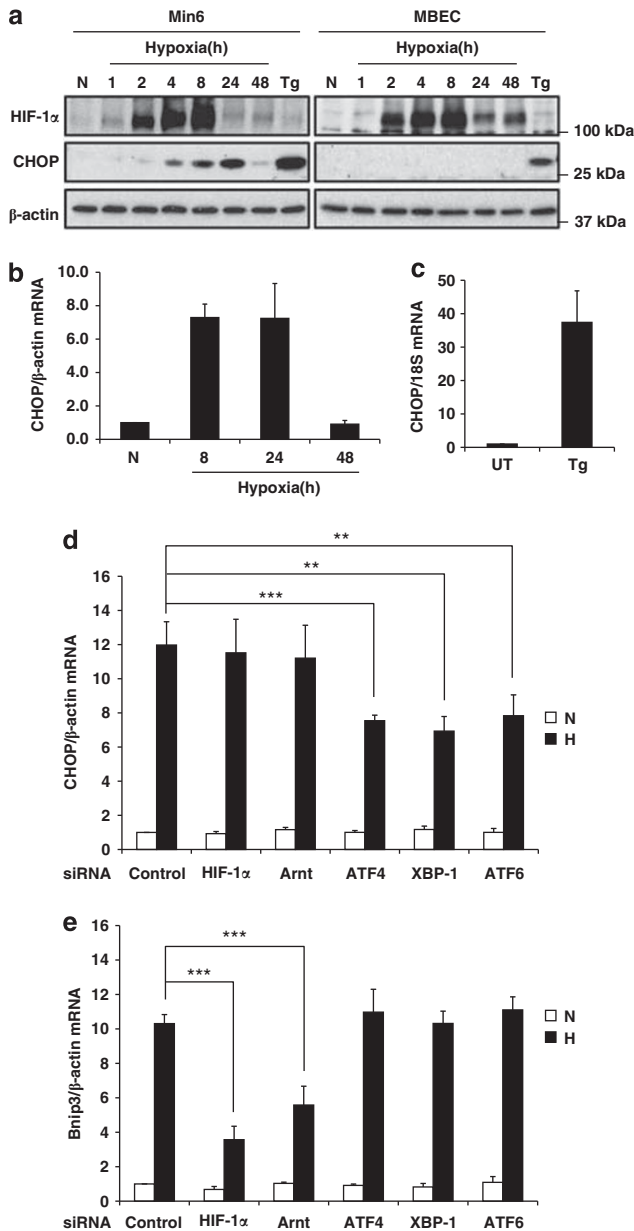 a
Min6 MBEC
Hypoxia(h) Hypoxia(h)
N 1 2 4 8 24 48 Tg N 1 2 4 8 24 48 Tg
HIF-1α
100 kDa
CHOP
25 kDa
β-actin
37 kDa
b
CHOP/β-actin mRNA
10.0
8.0
6.0
4.0
2.0
0.0
N 8 24 48
Hypoxia(h)
c
CHOP/18S mRNA
50
40
30
20
10
0
UT Tg
d
CHOP/β-actin mRNA
16
14
12
10
8
6
4
2
0
**
**
***
N
H
siRNA Control HIF-1α Arnt ATF4 XBP-1 ATF6
e
Bnip3/β-actin mRNA
16
14
12
10
8
6
4
2
0
***
***
N
H
siRNA Control HIF-1α Arnt ATF4 XBP-1 ATF6